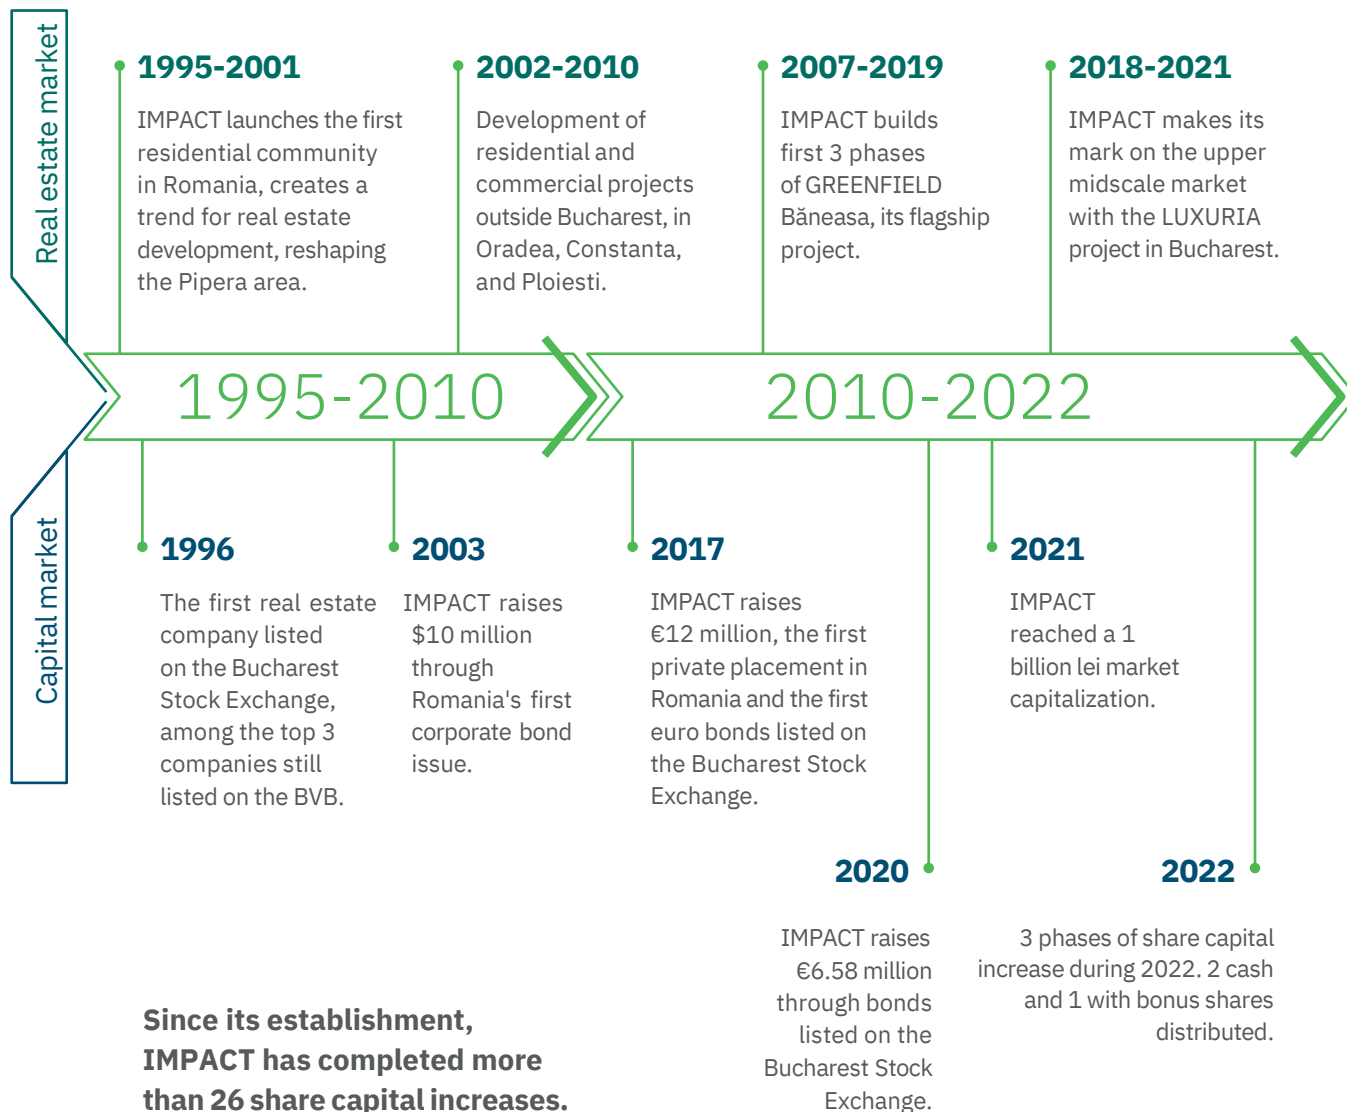 Real estate market
1995-2001
IMPACT launches the first
residential community
in Romania, creates a
trend for real estate
development, reshaping
the Pipera area.
2002-2010
Development of
residential and
commercial projects
outside Bucharest, in
Oradea, Constanta,
and Ploiesti.
2007-2019
IMPACT builds
first 3 phases
of GREENFIELD
Băneasa, its flagship
project.
2018-2021
IMPACT makes its
mark on the upper
midscale market
with the LUXURIA
project in Bucharest.
1995-2010
2010-2022
Capital market
1996
The first real estate
company listed
on the Bucharest
Stock Exchange,
among the top 3
companies still
listed on the BVB.
2003
IMPACT raises
$10 million
through
Romania's first
corporate bond
issue.
2017
IMPACT raises
€12 million, the first
private placement in
Romania and the first
euro bonds listed on
the Bucharest Stock
Exchange.
2021
IMPACT
reached a 1
billion lei market
capitalization.
2020
IMPACT raises
€6.58 million
through bonds
listed on the
Bucharest Stock
Exchange.
2022
3 phases of share capital
increase during 2022. 2 cash
and 1 with bonus shares
distributed.
Since its establishment,
IMPACT has completed more
than 26 share capital increases.